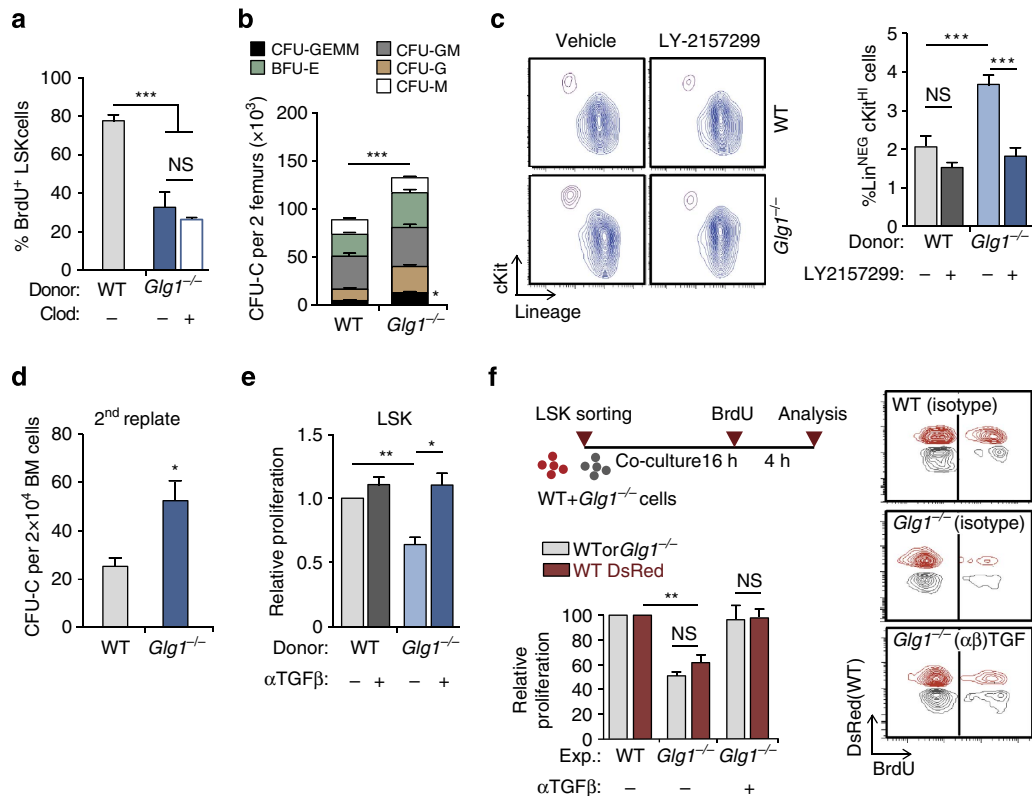 a
% BrdU+ LSKcells
100
80
60
40
20
0
***
NS
Donor: WT Glg1–/–
Clod: – – +
b
CFU-GEMM
BFU-E
CFU-GM
CFU-G
CFU-M
CFU-C per 2 femurs (×10³)
200
150
100
50
0
***
*
WT Glg1–/–
c
Vehicle LY-2157299
WT
Glg1–/–
cKit
Lineage
%LinNEG cKitHI cells
5
4
3
2
1
0
***
***
NS
Donor: WT Glg1–/–
LY2157299: – + – +
d
2nd replate
CFU-C per 2×10⁴ BM cells
80
60
40
20
0
*
WT Glg1–/–
e
LSK
Relative proliferation
1.5
1.0
0.5
0
**
*
Donor: WT Glg1–/–
αTGFβ: – + – +
f
LSK sorting BrdU Analysis
Co-culture16 h 4 h
WT+Glg1–/– cells
WTorGlg1–/–
WT DsRed
Relative
proliferation
100
80
60
40
20
0
**
NS
NS
Exp.: WT Glg1–/– Glg1–/–
αTGFβ: – – +
WT (isotype)
Glg1–/– (isotype)
Glg1–/– (αβ)TGF
DsRed(WT)
BrdU